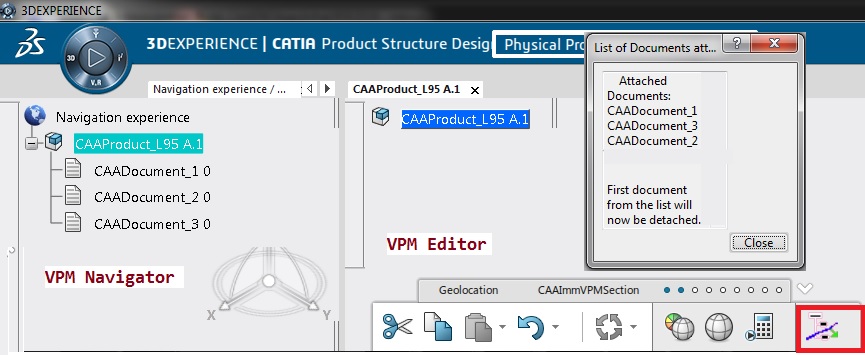 3DEXPERIENCE
3DEXPERIENCE | CATIA Product Structure Desig
Physical Pro
3D
V.R
Navigation experience / ...
CAAProduct_L95 A.1
Navigation experience
CAAProduct_L95 A.1
CAADocument_1 0
CAADocument_2 0
CAADocument_3 0
VPM Navigator
X
Y
CAAProduct_L95 A.1
VPM Editor
List of Documents att...
Attached
Documents:
CAADocument_1
CAADocument_3
CAADocument_2
First document
from the list will
now be detached.
Close
Geolocation
CAAImmVPMSection